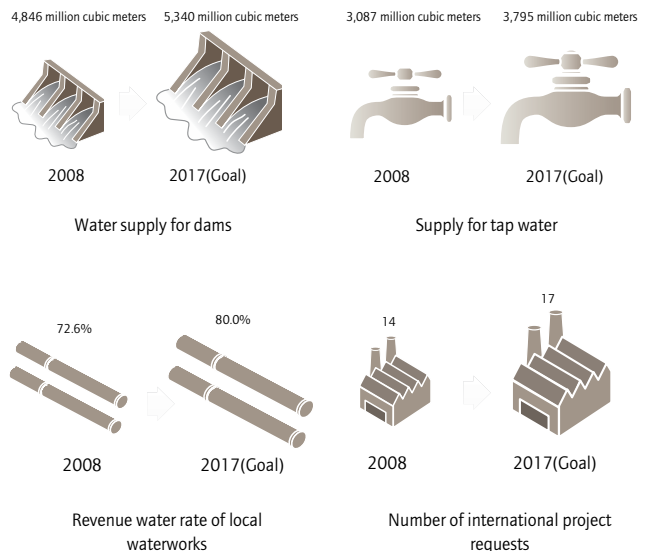 4,846 million cubic meters
5,340 million cubic meters
2008
2017(Goal)
Water supply for dams
3,087 million cubic meters
3,795 million cubic meters
2008
2017(Goal)
Supply for tap water
72.6%
80.0%
2008
2017(Goal)
Revenue water rate of local
waterworks
14
17
2008
2017(Goal)
Number of international project
requests